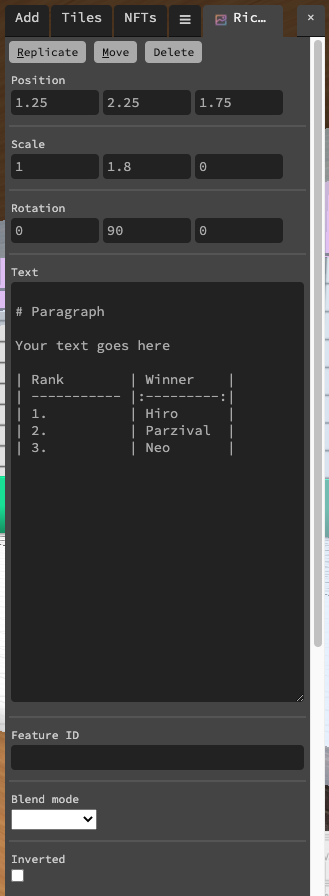 Add Tiles NFTs ≡ Ric... ×
Replicate Move Delete
Position
1.25 2.25 1.75
Scale
1 1.8 0
Rotation
0 90 0
Text
# Paragraph
Your text goes here
| Rank        | Winner    |
| ----------- |:---------:|
| 1.          | Hiro      |
| 2.          | Parzival  |
| 3.          | Neo       |
Feature ID
Blend mode
Inverted